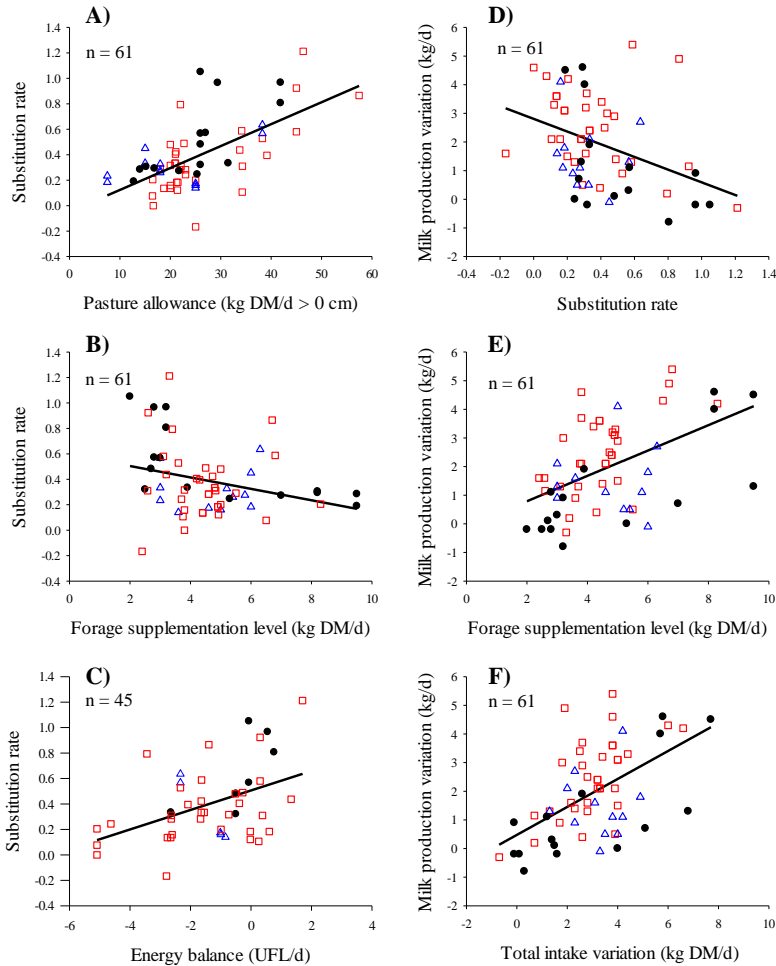 A)
n = 61
Substitution rate
1.4
1.2
1.0
0.8
0.6
0.4
0.2
0.0
-0.2
-0.4
0 10 20 30 40 50 60
Pasture allowance (kg DM/d > 0 cm)
D)
n = 61
Milk production variation (kg/d)
6
5
4
3
2
1
0
-1
-2
-0.4 0.0 0.2 0.4 0.6 0.8 1.0 1.2 1.4
Substitution rate
B)
n = 61
Substitution rate
1.4
1.2
1.0
0.8
0.6
0.4
0.2
0.0
-0.2
-0.4
0 2 4 6 8 10
Forage supplementation level (kg DM/d)
E)
n = 61
Milk production variation (kg/d)
6
5
4
3
2
1
0
-1
-2
0 2 4 6 8 10
Forage supplementation level (kg DM/d)
C)
n = 45
Substitution rate
1.4
1.2
1.0
0.8
0.6
0.4
0.2
0.0
-0.2
-0.4
-6 -4 -2 0 2 4
Energy balance (UFL/d)
F)
n = 61
Milk production variation (kg/d)
6
5
4
3
2
1
0
-1
-2
-2 0 2 4 6 8 10
Total intake variation (kg DM/d)